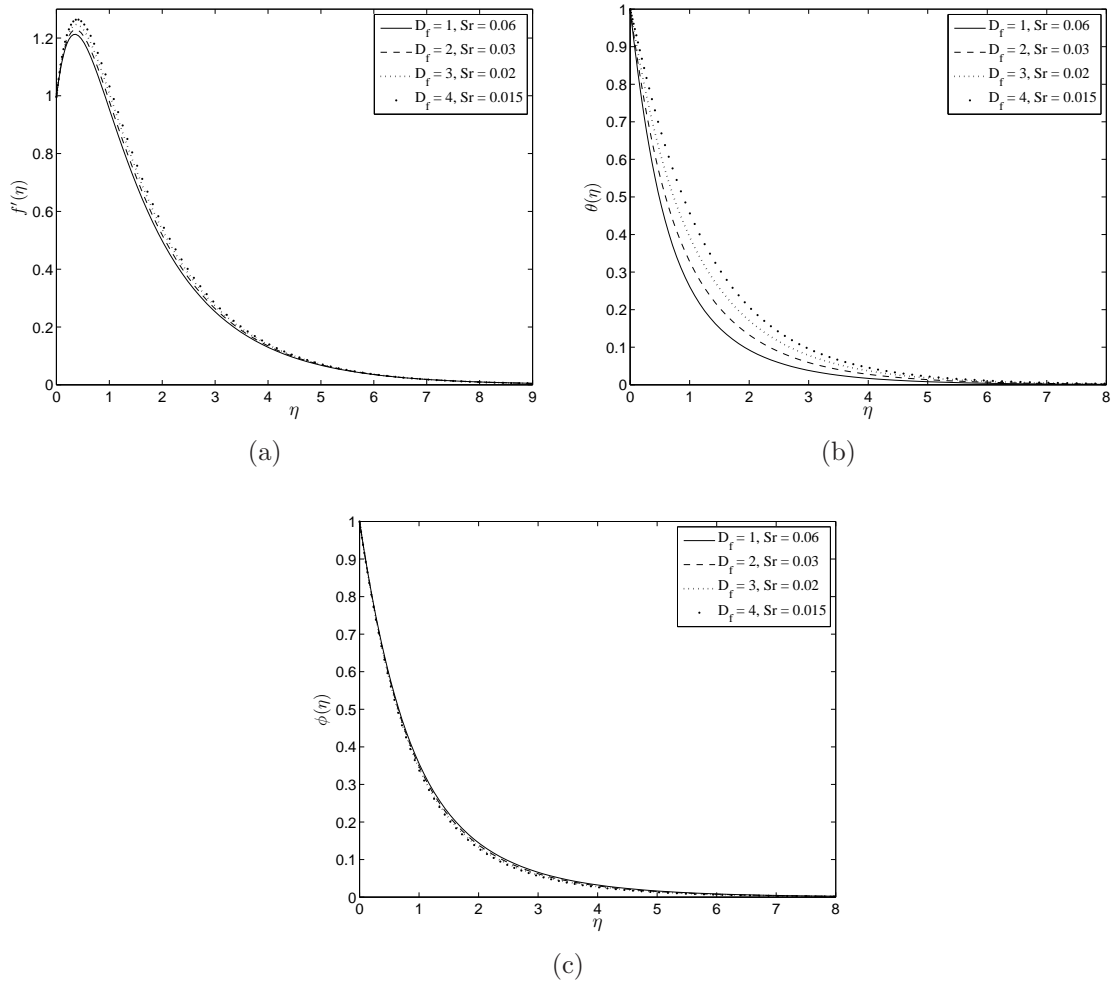 D_f = 1, Sr = 0.06
D_f = 2, Sr = 0.03
D_f = 3, Sr = 0.02
D_f = 4, Sr = 0.015
1.2
1
0.8
0.6
0.4
0.2
0
f′(η)
0 1 2 3 4 5 6 7 8 9
η
(a)
D_f = 1, Sr = 0.06
D_f = 2, Sr = 0.03
D_f = 3, Sr = 0.02
D_f = 4, Sr = 0.015
1
0.9
0.8
0.7
0.6
0.5
0.4
0.3
0.2
0.1
0
θ(η)
0 1 2 3 4 5 6 7 8
η
(b)
D_f = 1, Sr = 0.06
D_f = 2, Sr = 0.03
D_f = 3, Sr = 0.02
D_f = 4, Sr = 0.015
1
0.9
0.8
0.7
0.6
0.5
0.4
0.3
0.2
0.1
0
φ(η)
0 1 2 3 4 5 6 7 8
η
(c)